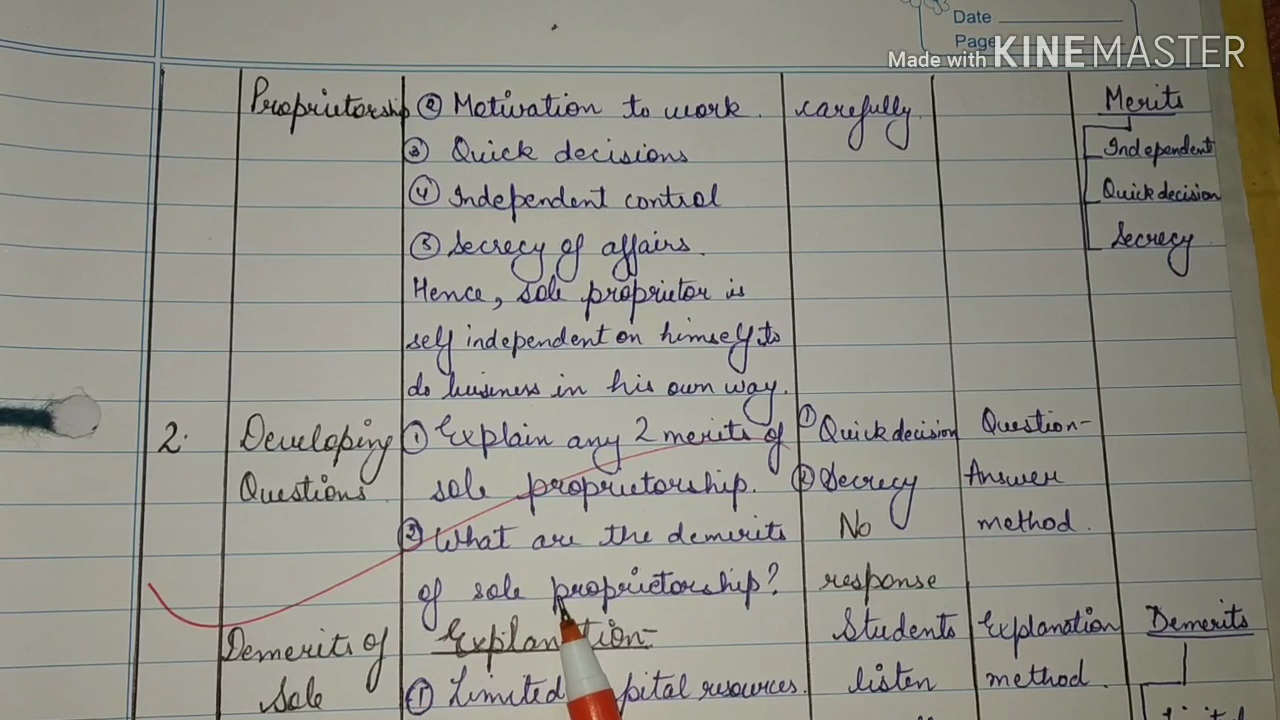 Date
Page
Made with KINEMASTER
Proprietorship ② Motivation to work. carefully. Merits
③ Quick decisions Independent
④ Independent control Quick decision
⑤ Secrecy of affairs. Secrecy
Hence, sole proprietor is
self independent on himself to
do business in his own way.
2. Developing ① Explain any 2 merits of ① Quick decision Question-
Questions. sole proprietorship. ② Secrecy Answer
② What are the demerits No method.
of sole proprietorship? response
Demerits of Explanation- Students Explanation Demerits
Sole ① Limited pital resources. listen method.